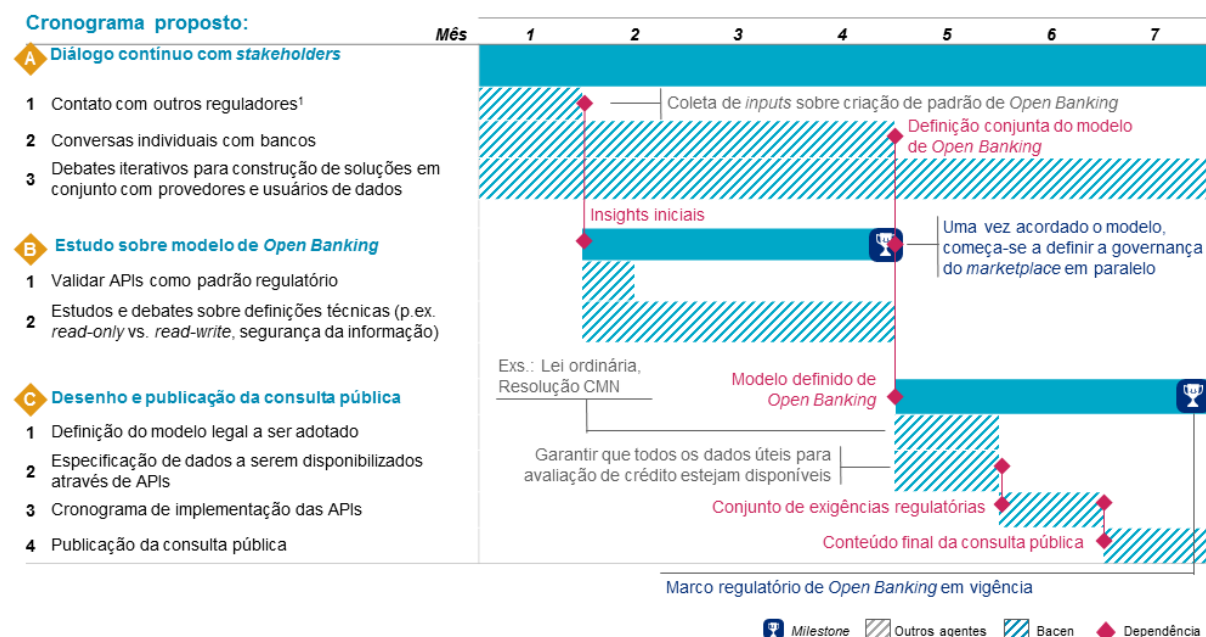 Cronograma proposto:
Mês 1 2 3 4 5 6 7
A Diálogo contínuo com stakeholders
1 Contato com outros reguladores¹
Coleta de inputs sobre criação de padrão de Open Banking
2 Conversas individuais com bancos
Definição conjunta do modelo
de Open Banking
3 Debates iterativos para construção de soluções em
conjunto com provedores e usuários de dados
Insights iniciais
B Estudo sobre modelo de Open Banking
Uma vez acordado o modelo,
começa-se a definir a governança
do marketplace em paralelo
1 Validar APIs como padrão regulatório
2 Estudos e debates sobre definições técnicas (p.ex.
read-only vs. read-write, segurança da informação)
Exs.: Lei ordinária,
Resolução CMN
Modelo definido de
Open Banking
C Desenho e publicação da consulta pública
1 Definição do modelo legal a ser adotado
2 Especificação de dados a serem disponibilizados
através de APIs
Garantir que todos os dados úteis para
avaliação de crédito estejam disponíveis
3 Cronograma de implementação das APIs
Conjunto de exigências regulatórias
4 Publicação da consulta pública
Conteúdo final da consulta pública
Marco regulatório de Open Banking em vigência
Milestone Outros agentes Bacen Dependência